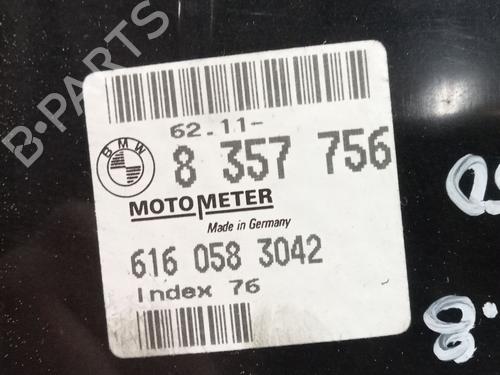 B-PARTS
62.11-
BMW
8 357 756
MOTOMETER
Made in Germany
616 058 3042
Index 76